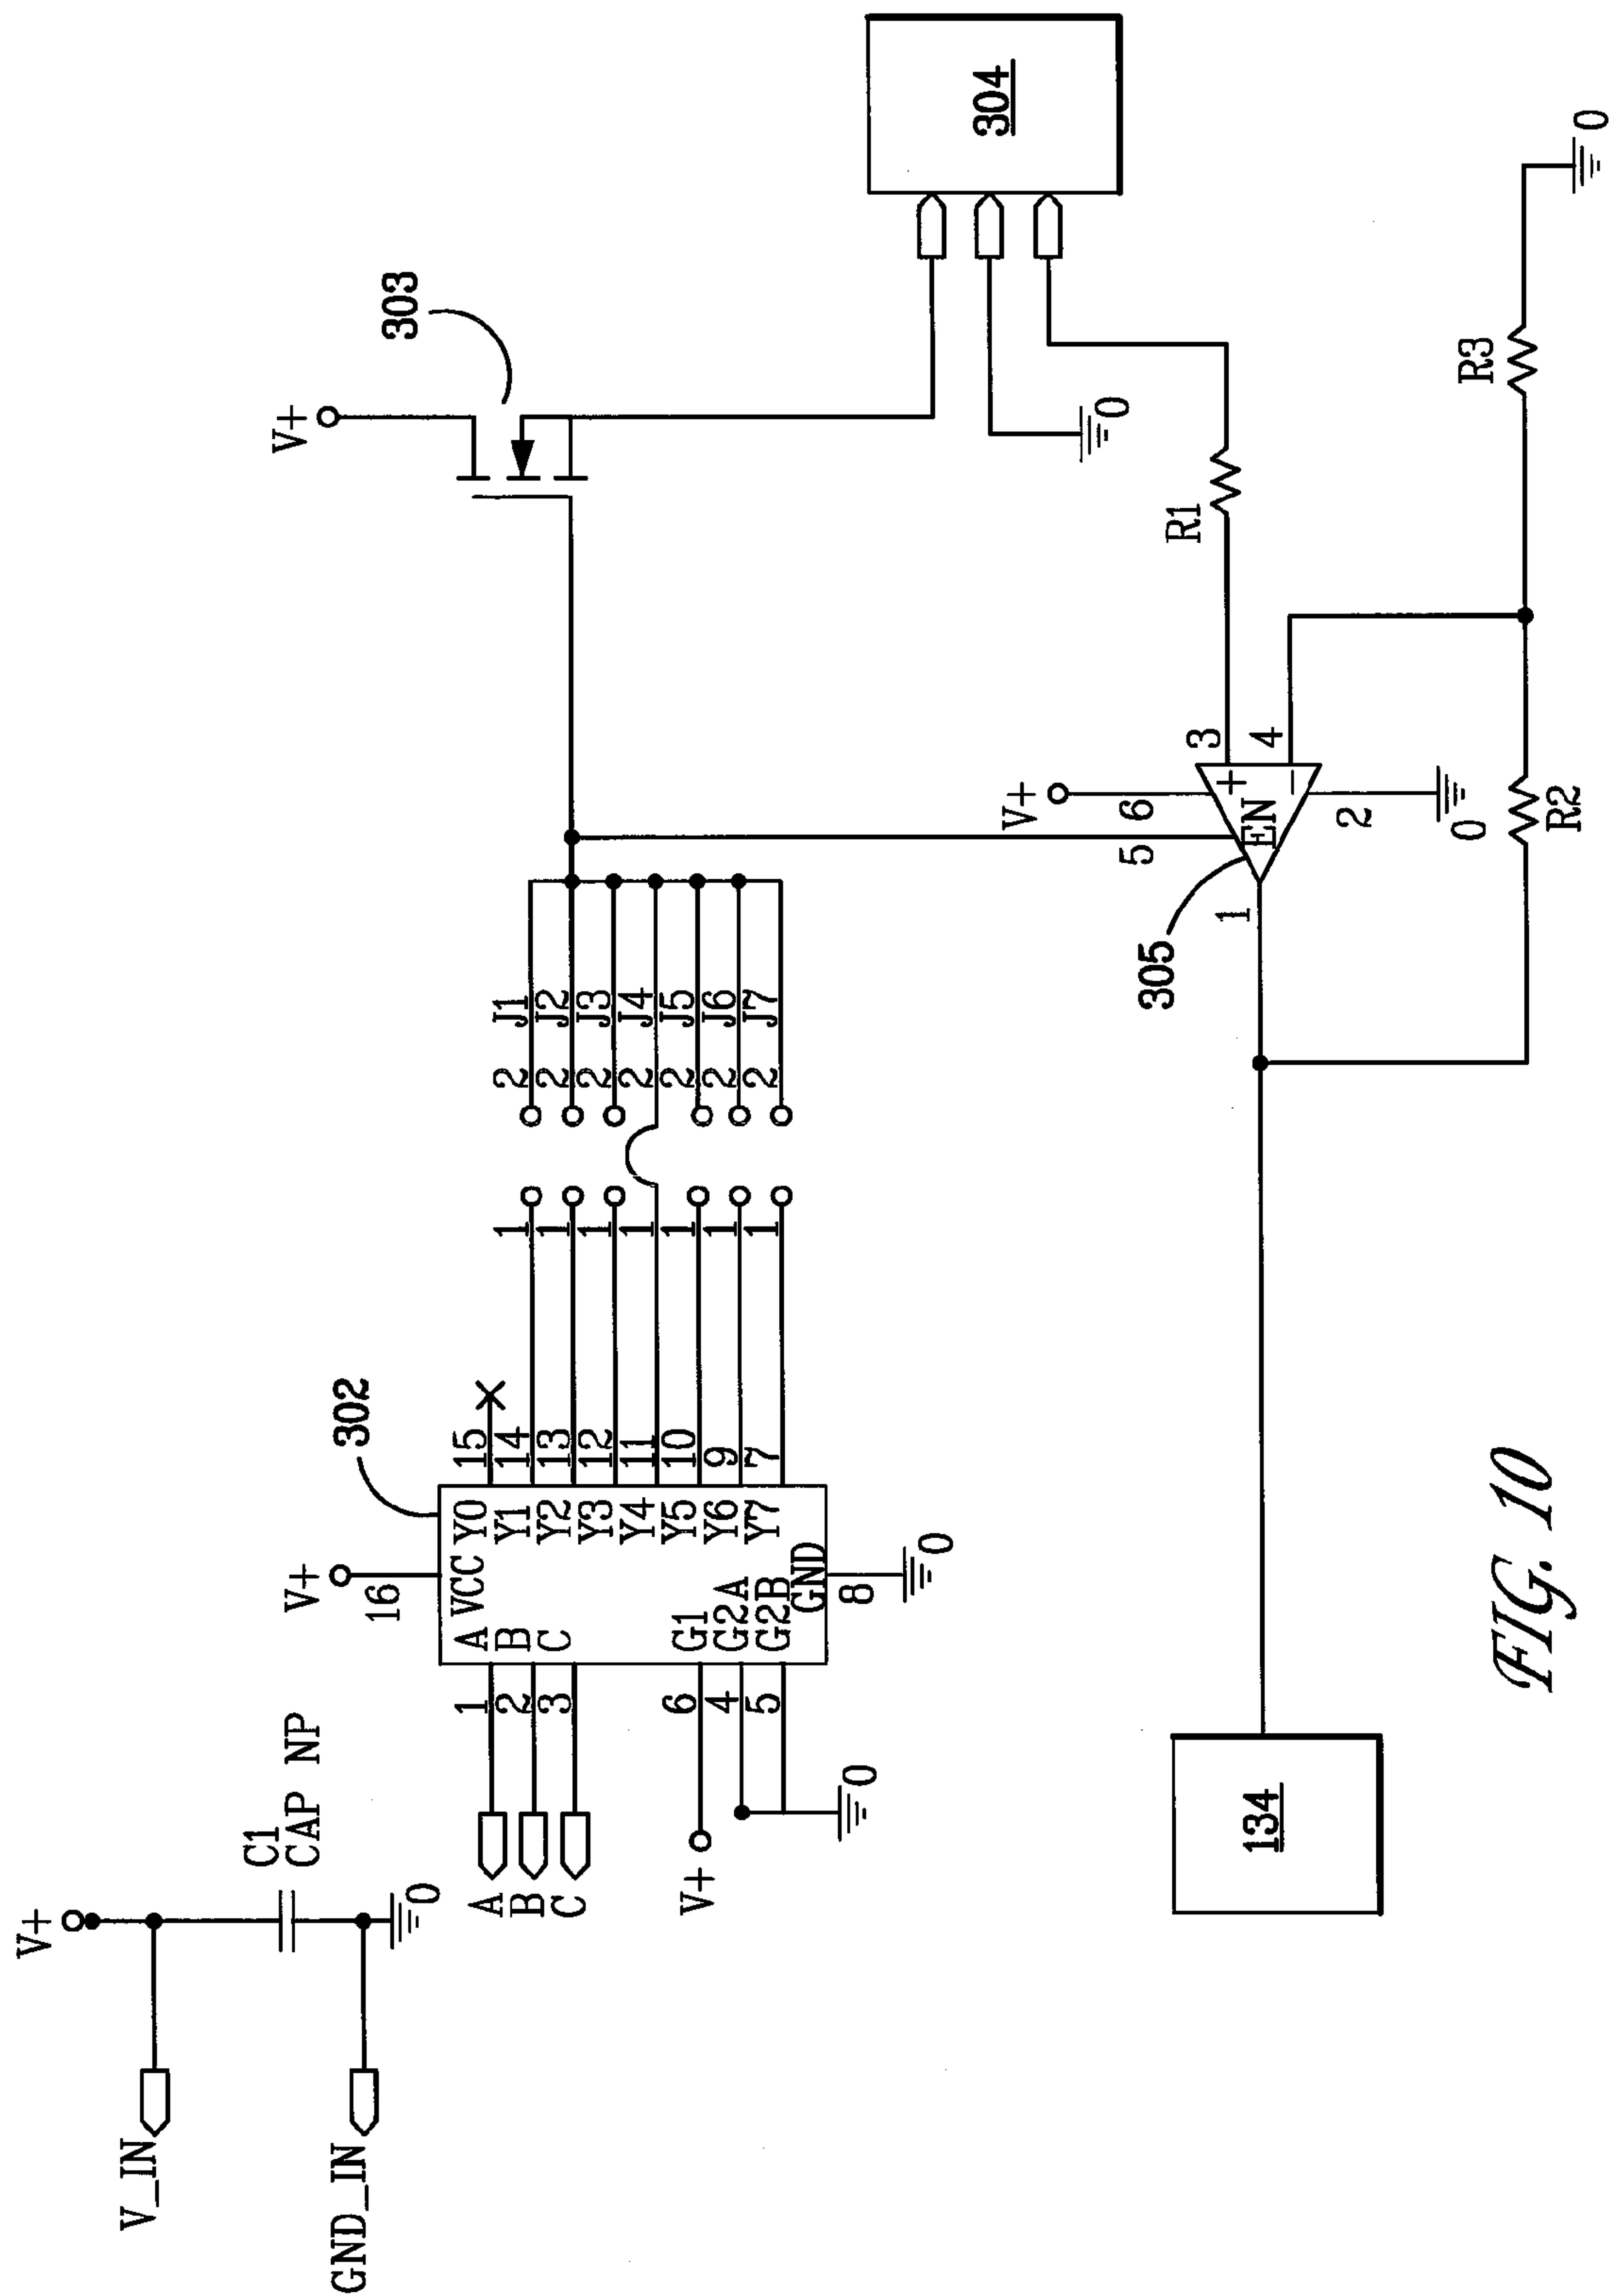 V+
C1
CAP NP
V_IN
GND_IN
0
V+
16
302
A
B
C
1
2
3
A
B
C
VCC
Y0
Y1
Y2
Y3
Y4
Y5
Y6
Y7
15
14
13
12
11
10
9
7
V+
6
4
5
G1
G2A
G2B
GND
0
8
0
1
1
1
1
1
1
1
2
2
2
2
2
2
2
J1
J2
J3
J4
J5
J6
J7
V+
303
304
0
R1
V+
6
5
3
4
+
−
EN
1
2
0
305
R2
R3
0
134
FIG. 10